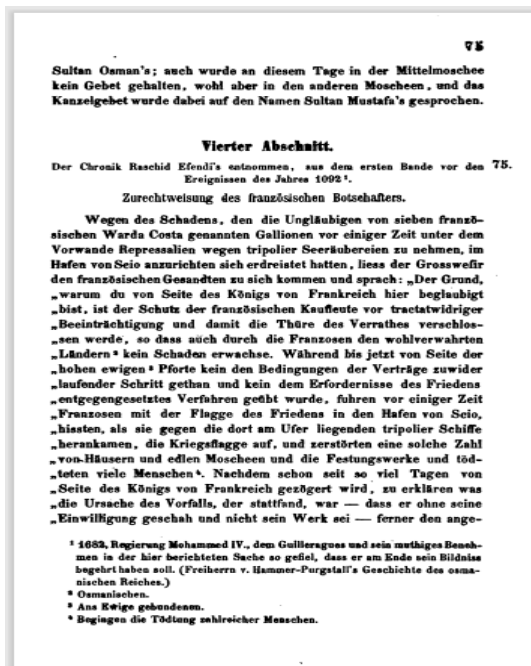 75
Sultan Osman's; auch wurde an diesem Tage in der Mittelmoschee
kein Gebet gehalten, wohl aber in den anderen Moscheen, und das
Kanzelgebet wurde dabei auf den Namen Sultan Mustafa's gesprochen.
Vierter Abschnitt.
Der Chronik Raschid Efendi's entnommen, aus dem ersten Bande vor den 75.
Ereignissen des Jahres 1092 ¹.
Zurechtweisung des französischen Botschafters.
Wegen des Schadens, den die Ungläubigen von sieben franzö-
sischen Warda Costa genannten Gallionen vor einiger Zeit unter dem
Vorwande Repressalien wegen tripolier Seeräubereien zu nehmen, im
Hafen von Scio anzurichten sich erdreistet hatten, liess der Grosswesir
den französischen Gesandten zu sich kommen und sprach: „Der Grund,
„warum du von Seite des Königs von Frankreich hier beglaubigt
„bist, ist der Schutz der französischen Kaufleute vor tractatwidriger
„Beeinträchtigung und damit die Thüre des Verrathes verschlos-
„sen werde, so dass auch durch die Franzosen den wohlverwahrten
„Ländern ² kein Schaden erwachse. Während bis jetzt von Seite der
„hohen ewigen ³ Pforte kein den Bedingungen der Verträge zuwider
„laufender Schritt gethan und kein dem Erfordernisse des Friedens
„entgegengesetztes Verfahren geübt wurde, fuhren vor einiger Zeit
„Franzosen mit der Flagge des Friedens in den Hafen von Scio,
„hissten, als sie gegen die dort am Ufer liegenden tripolier Schiffe
„herankamen, die Kriegsflagge auf, und zerstörten eine solche Zahl
„von Häusern und edlen Moscheen und die Festungswerke und töd-
„teten viele Menschen ⁴. Nachdem schon seit so viel Tagen von
„Seite des Königs von Frankreich gezögert wird, zu erklären was
„die Ursache des Vorfalls, der stattfand, war — dass er ohne seine
„Einwilligung geschah und nicht sein Werk sei — ferner den ange-
¹ 1682, Regierung Mohammed IV., dem Guilleragues und sein muthiges Beneh-
men in der hier berichteten Sache so gefiel, dass er am Ende sein Bildniss
begehrt haben soll. (Freiherrn v. Hammer-Purgstall's Geschichte des osma-
nischen Reiches.)
² Osmanischen.
³ Ans Ewige gebundenen.
⁴ Begingen die Tödtung zahlreicher Menschen.